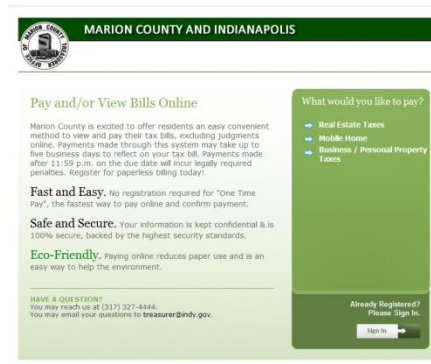 MARION COUNTY AND INDIANAPOLIS
Pay and/or View Bills Online
Marion County is excited to offer residents an easy convenient
method to view and pay their tax bills, excluding judgments
online. Payments made through this system may take up to
five business days to reflect on your tax bill. Payments made
after 11:59 p.m. on the due date will incur legally required
penalties. Register for paperless billing today!
Fast and Easy. No registration required for "One Time
Pay", the fastest way to pay online and confirm payment.
Safe and Secure. Your information is kept confidential & is
100% secure, backed by the highest security standards.
Eco-Friendly. Paying online reduces paper use and is an
easy way to help the environment.
HAVE A QUESTION?
You may reach us at (317) 327-4444.
You may email your questions to treasurer@indy.gov.
What would you like to pay?
Real Estate Taxes
Mobile Home
Business / Personal Property
Taxes
Already Registered?
Please Sign In.
Sign In